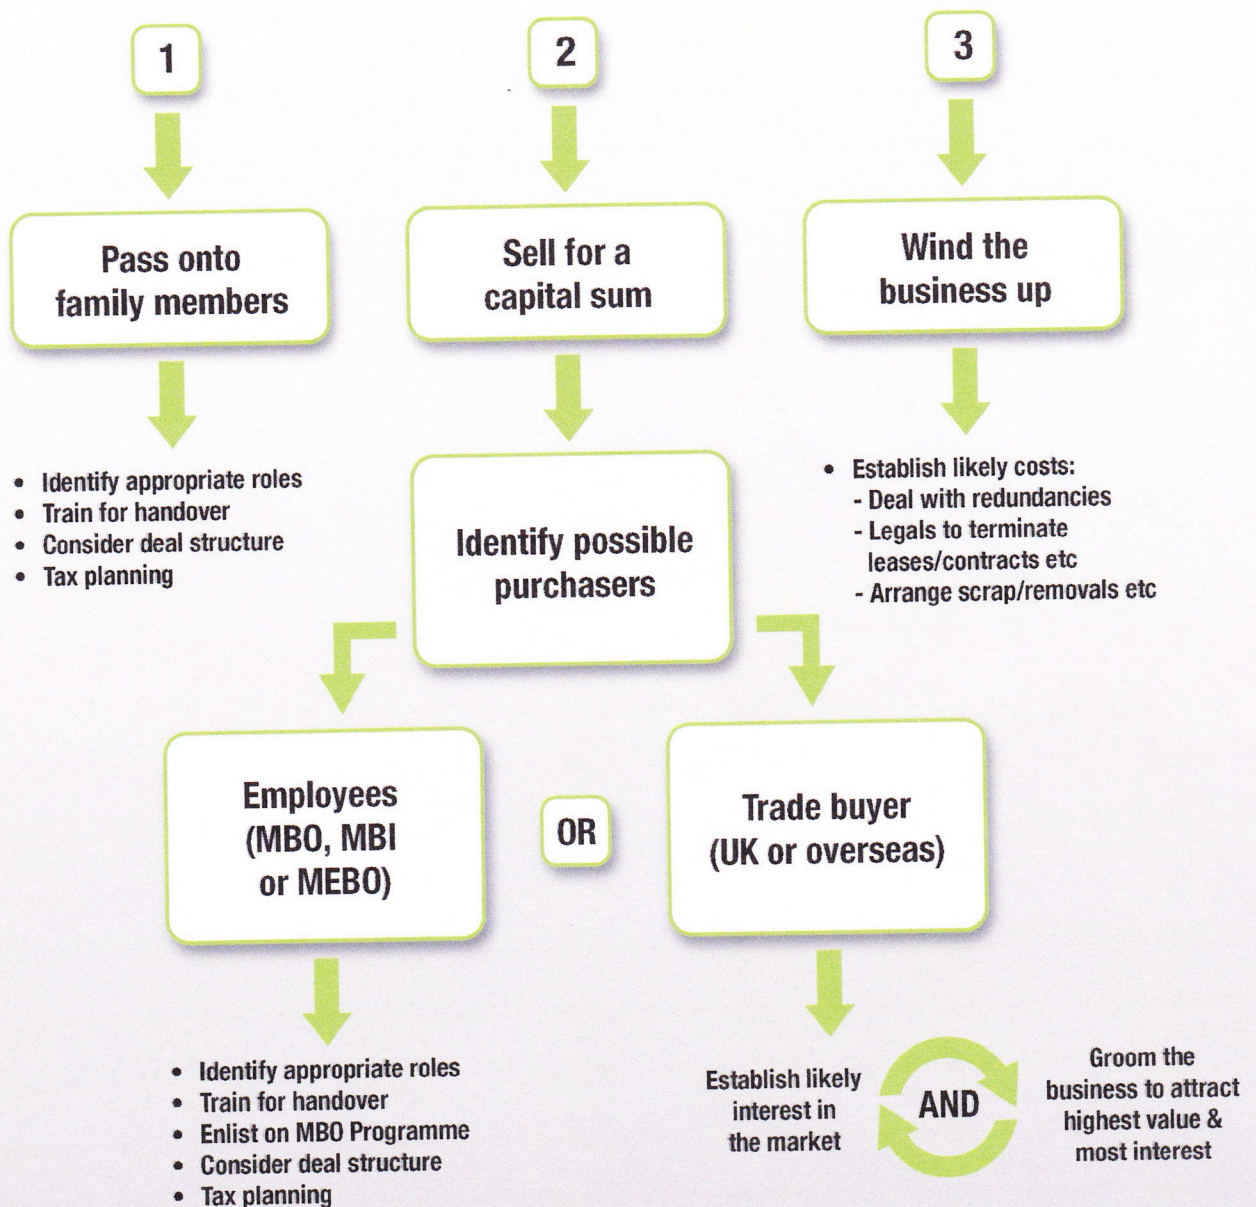 1
Pass onto
family members
• Identify appropriate roles
• Train for handover
• Consider deal structure
• Tax planning
2
Sell for a
capital sum
Identify possible
purchasers
Employees
(MBO, MBI
or MEBO)
OR
Trade buyer
(UK or overseas)
• Identify appropriate roles
• Train for handover
• Enlist on MBO Programme
• Consider deal structure
• Tax planning
Establish likely
interest in
the market
AND
Groom the
business to attract
highest value &
most interest
3
Wind the
business up
• Establish likely costs:
- Deal with redundancies
- Legals to terminate
leases/contracts etc
- Arrange scrap/removals etc